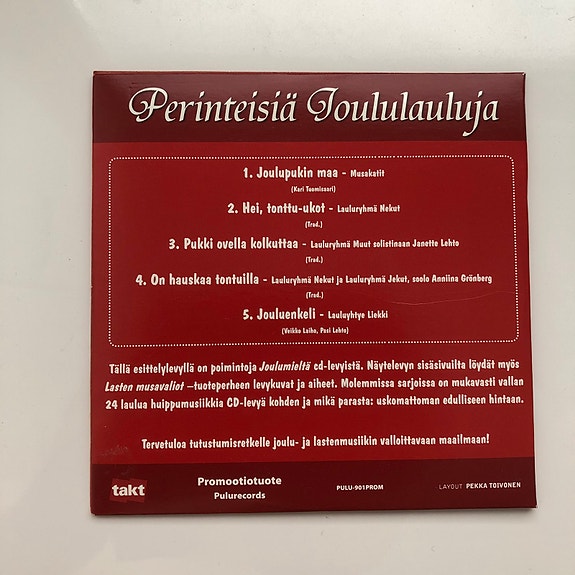 Perinteisiä Joululauluja
1. Joulupukin maa - Musakatit
(Kari Tuomisaari)
2. Hei, tonttu-ukot - Lauluryhmä Nekut
(Trad.)
3. Pukki ovella kolkuttaa - Lauluryhmä Muut solistinaan Janette Lehto
(Trad.)
4. On hauskaa tontuilla - Lauluryhmä Nekut ja Lauluryhmä Jekut, soolo Anniina Grönberg
(Trad.)
5. Jouluenkeli - Lauluyhtye Liekki
(Veikko Laiho, Pasi Lehto)
Tällä esittelylevyllä on poimintoja Joulumieltä cd-levyistä. Näytelevyn sisäsivuilta löydät myös
Lasten musavaliot –tuoteperheen levykuvat ja aiheet. Molemmissa sarjoissa on mukavasti vallan
24 laulua huippumusiikkia CD-levyä kohden ja mikä parasta: uskomattoman edulliseen hintaan.
Tervetuloa tutustumisretkelle joulu- ja lastenmusiikin valloittavaan maailmaan!
takt
Promootiotuote
Pulurecords
PULU-901PROM
LAYOUT PEKKA TOIVONEN